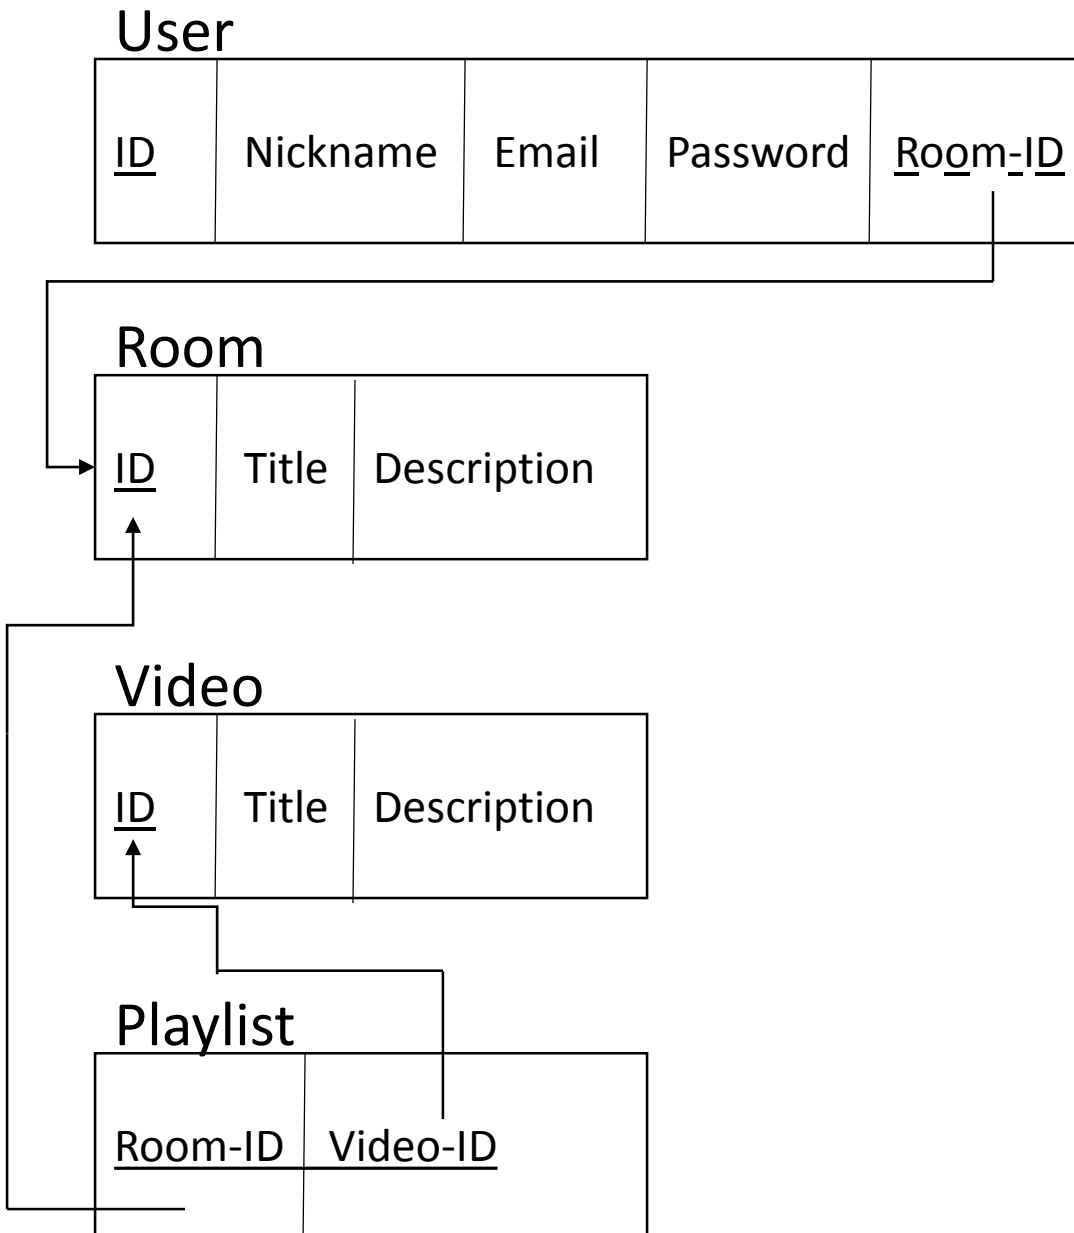 User
ID Nickname Email Password Room-ID
Room
ID Title Description
Video
ID Title Description
Playlist
Room-ID Video-ID